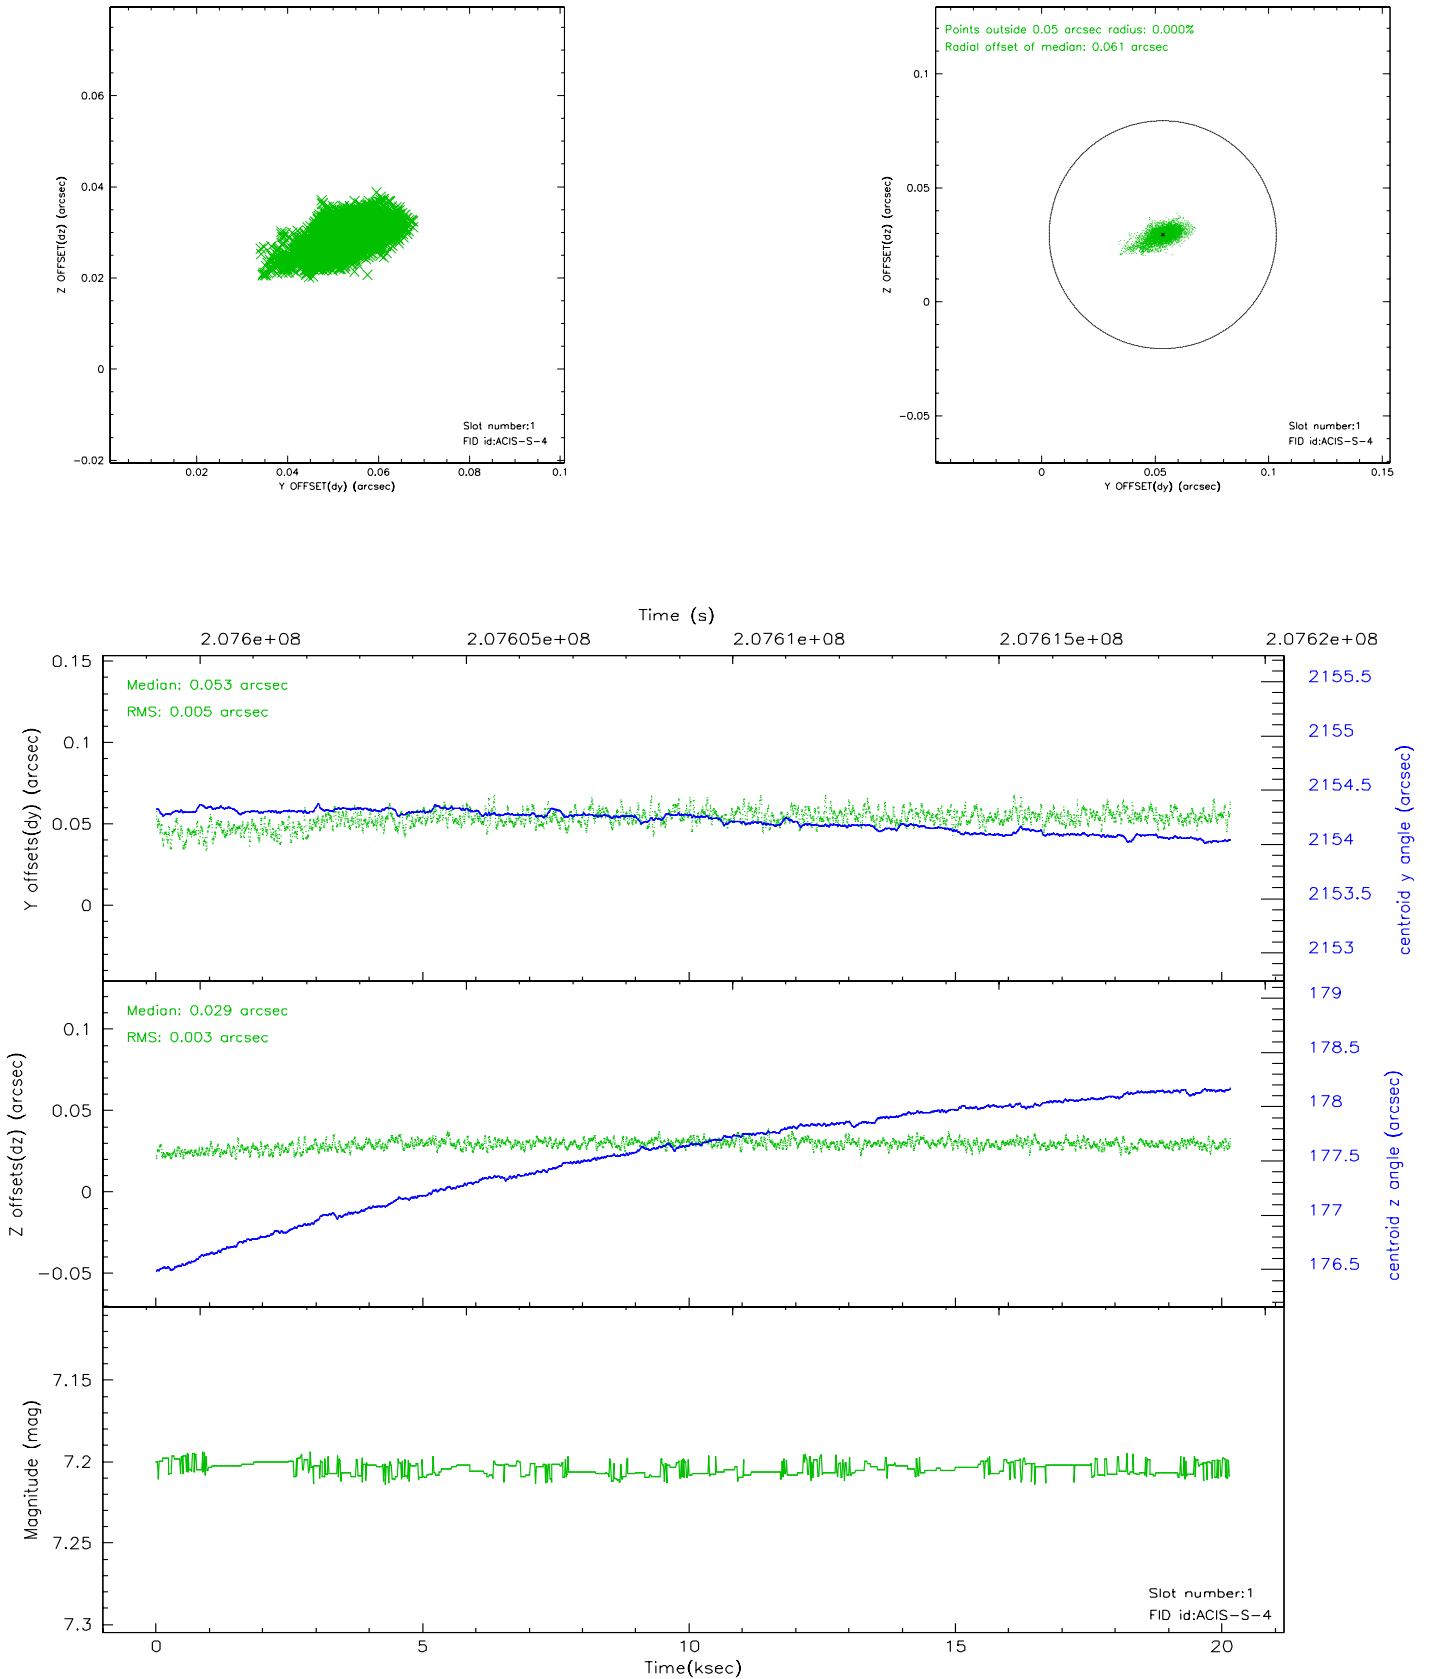 0.06
0.04
0.02
0
-0.02
Z OFFSET(dz) (arcsec)
Slot number:1
FID id:ACIS-S-4
0.02 0.04 0.06 0.08 0.1
Y OFFSET(dy) (arcsec)
Points outside 0.05 arcsec radius: 0.000%
Radial offset of median: 0.061 arcsec
0.1
0.05
0
-0.05
Z OFFSET(dz) (arcsec)
Slot number:1
FID id:ACIS-S-4
0 0.05 0.1 0.15
Y OFFSET(dy) (arcsec)
Time (s)
2.076e+08 2.07605e+08 2.0761e+08 2.07615e+08 2.0762e+08
Median: 0.053 arcsec
RMS: 0.005 arcsec
0.15
0.1
0.05
0
Y offsets(dy) (arcsec)
2155.5
2155
2154.5
2154
2153.5
2153
centroid y angle (arcsec)
Median: 0.029 arcsec
RMS: 0.003 arcsec
0.1
0.05
0
-0.05
Z offsets(dz) (arcsec)
179
178.5
178
177.5
177
176.5
centroid z angle (arcsec)
7.15
7.2
7.25
7.3
Magnitude (mag)
Slot number:1
FID id:ACIS-S-4
0 5 10 15 20
Time(ksec)